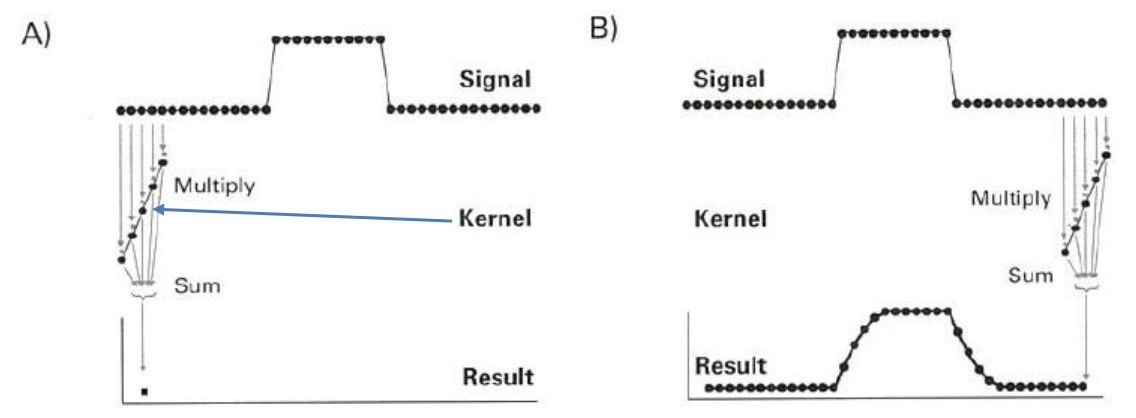 A)
Signal
Multiply
Kernel
Sum
Result
B)
Signal
Multiply
Kernel
Sum
Result